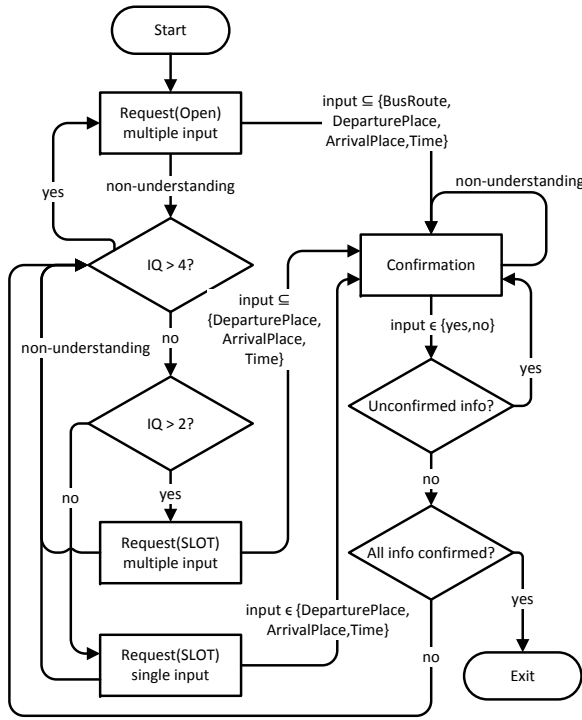 Start
Request(Open)
multiple input
input ⊆ {BusRoute,
DeparturePlace,
ArrivalPlace,Time}
yes
non-understanding
non-understanding
IQ > 4?
Confirmation
input ⊆
{DeparturePlace,
ArrivalPlace,
Time}
non-understanding
no
input ϵ {yes,no}
yes
IQ > 2?
Unconfirmed info?
no
yes
no
Request(SLOT)
multiple input
All info confirmed?
input ϵ {DeparturePlace,
ArrivalPlace,Time}
yes
Request(SLOT)
single input
no
Exit